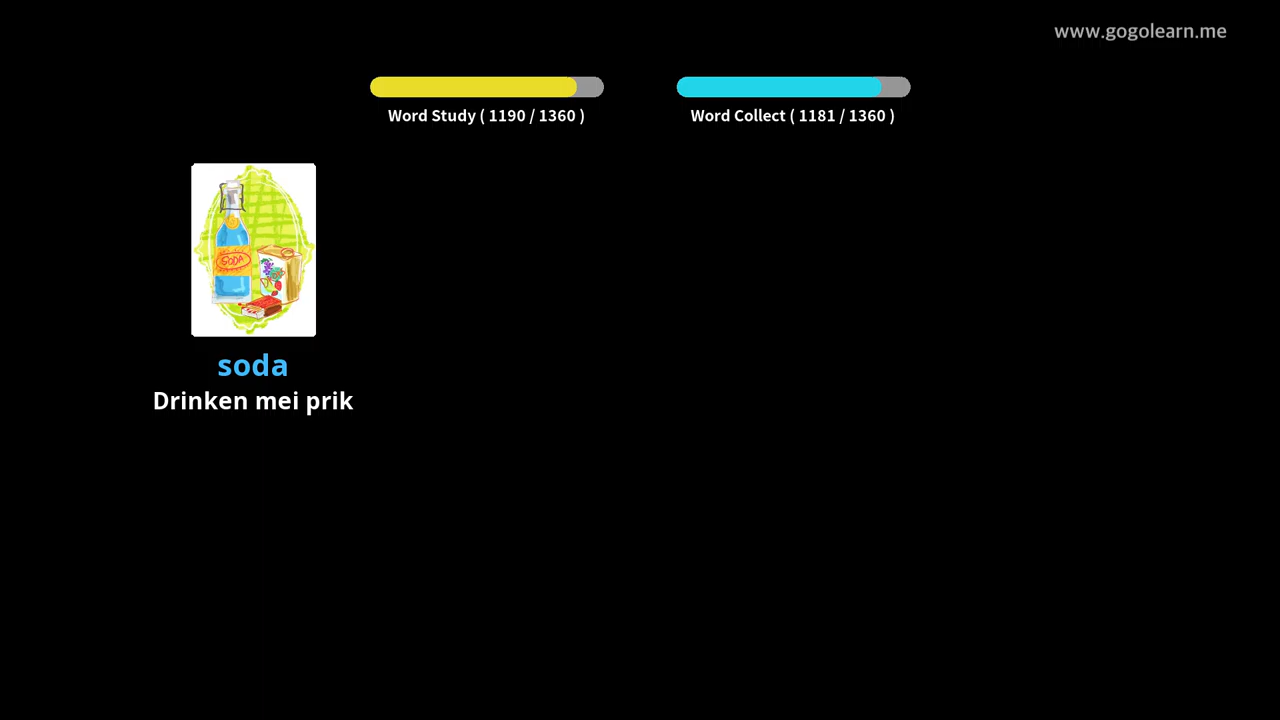 www.gogolearn.me
Word Study ( 1190 / 1360 )
Word Collect ( 1181 / 1360 )
SODA
soda
Drinken mei prik